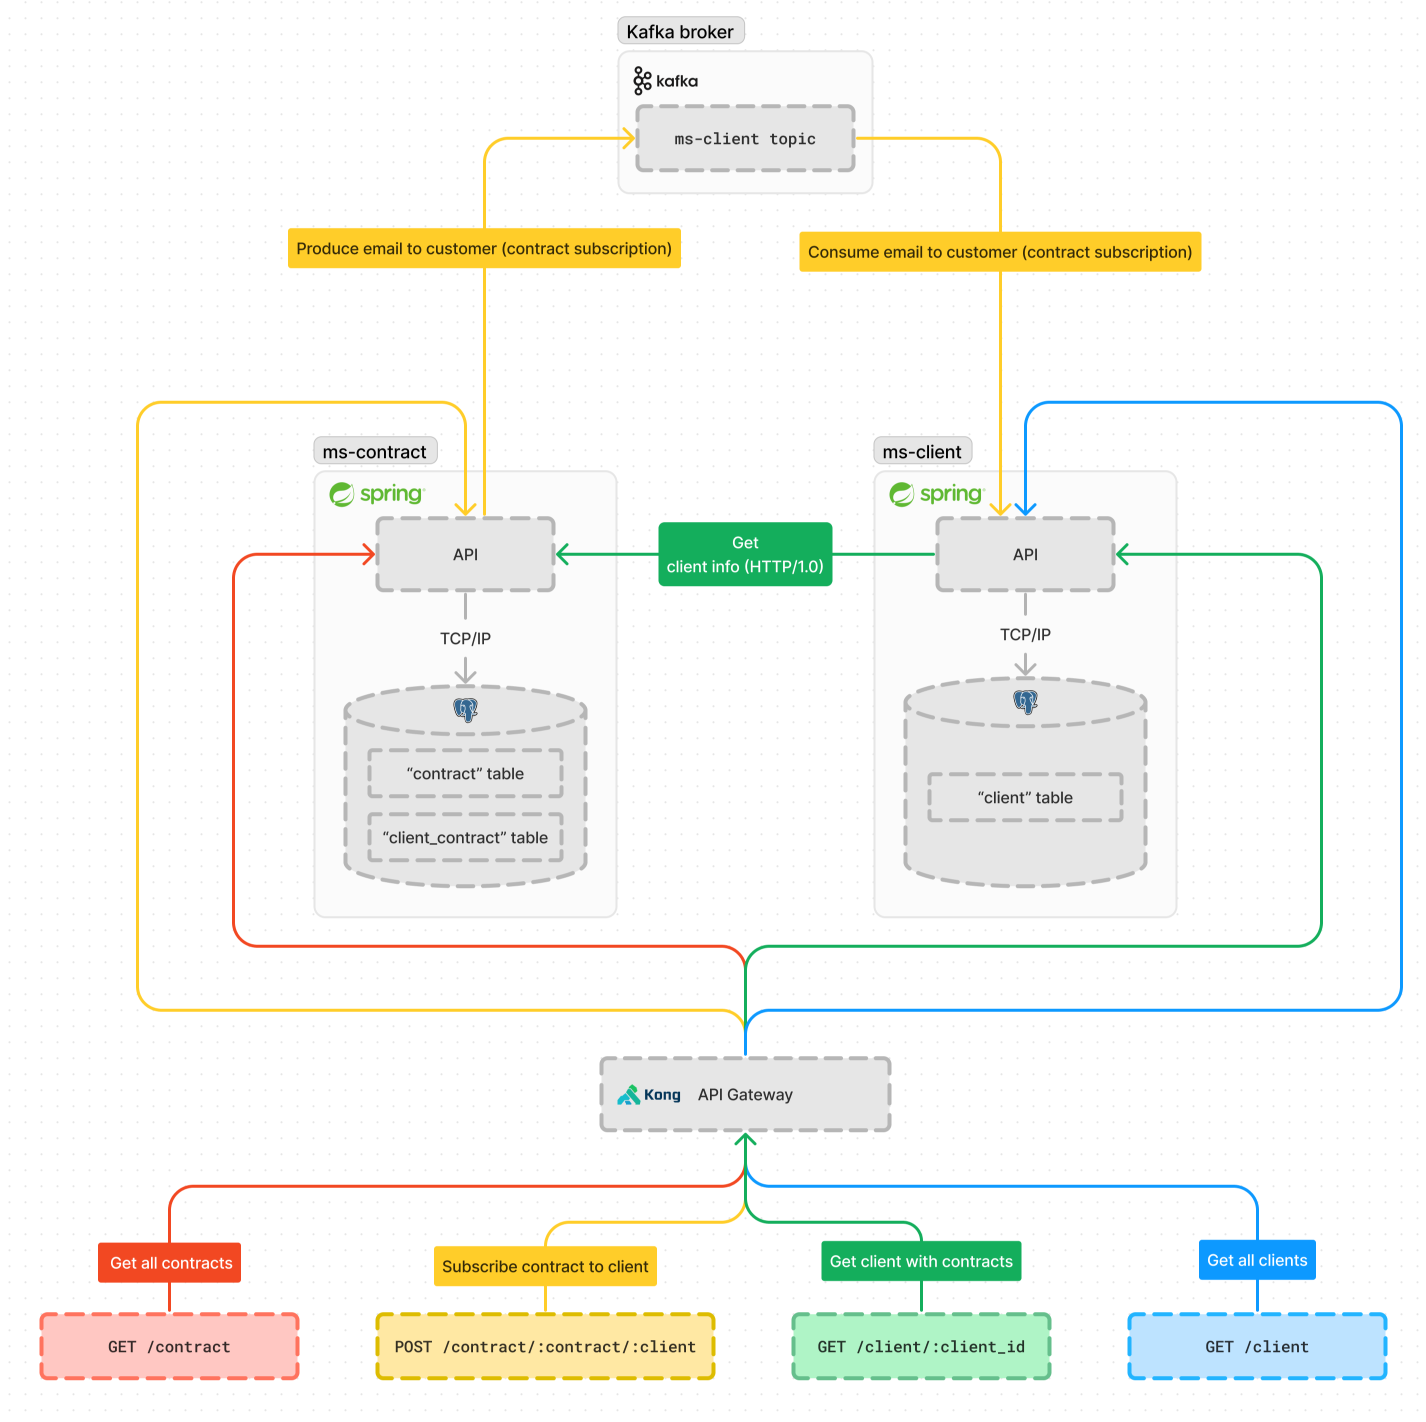 Kafka broker
kafka
ms-client topic
Produce email to customer (contract subscription)
Consume email to customer (contract subscription)
ms-contract
ms-client
spring
spring
API
Get
client info (HTTP/1.0)
API
TCP/IP
TCP/IP
“contract” table
“client” table
“client_contract” table
Kong
API Gateway
Get all contracts
Subscribe contract to client
Get client with contracts
Get all clients
GET /contract
POST /contract/:contract/:client
GET /client/:client_id
GET /client